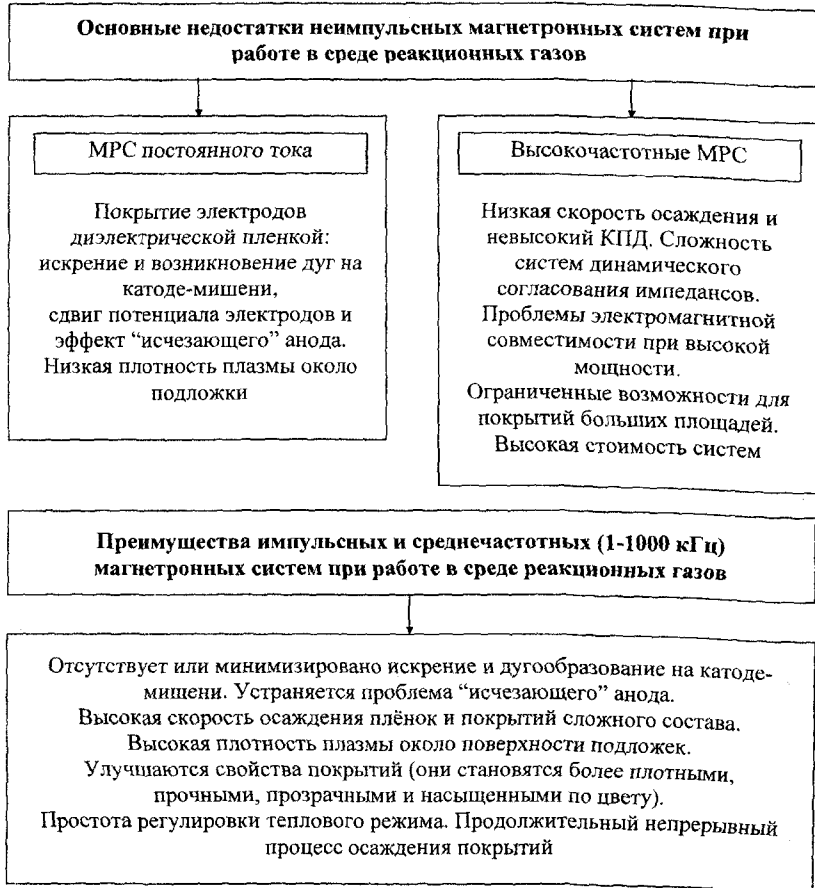 Основные недостатки неимпульсных магнетронных систем при
работе в среде реакционных газов
МРС постоянного тока
Покрытие электродов
диэлектрической пленкой:
искрение и возникновение дуг на
катоде-мишени,
сдвиг потенциала электродов и
эффект “исчезающего” анода.
Низкая плотность плазмы около
подложки
Высокочастотные МРС
Низкая скорость осаждения и
невысокий КПД. Сложность
систем динамического
согласования импедансов.
Проблемы электромагнитной
совместимости при высокой
мощности.
Ограниченные возможности для
покрытий больших площадей.
Высокая стоимость систем
Преимущества импульсных и среднечастотных (1-1000 кГц)
магнетронных систем при работе в среде реакционных газов
Отсутствует или минимизировано искрение и дугообразование на катоде-
мишени. Устраняется проблема “исчезающего” анода.
Высокая скорость осаждения плёнок и покрытий сложного состава.
Высокая плотность плазмы около поверхности подложек.
Улучшаются свойства покрытий (они становятся более плотными,
прочными, прозрачными и насыщенными по цвету).
Простота регулировки теплового режима. Продолжительный непрерывный
процесс осаждения покрытий